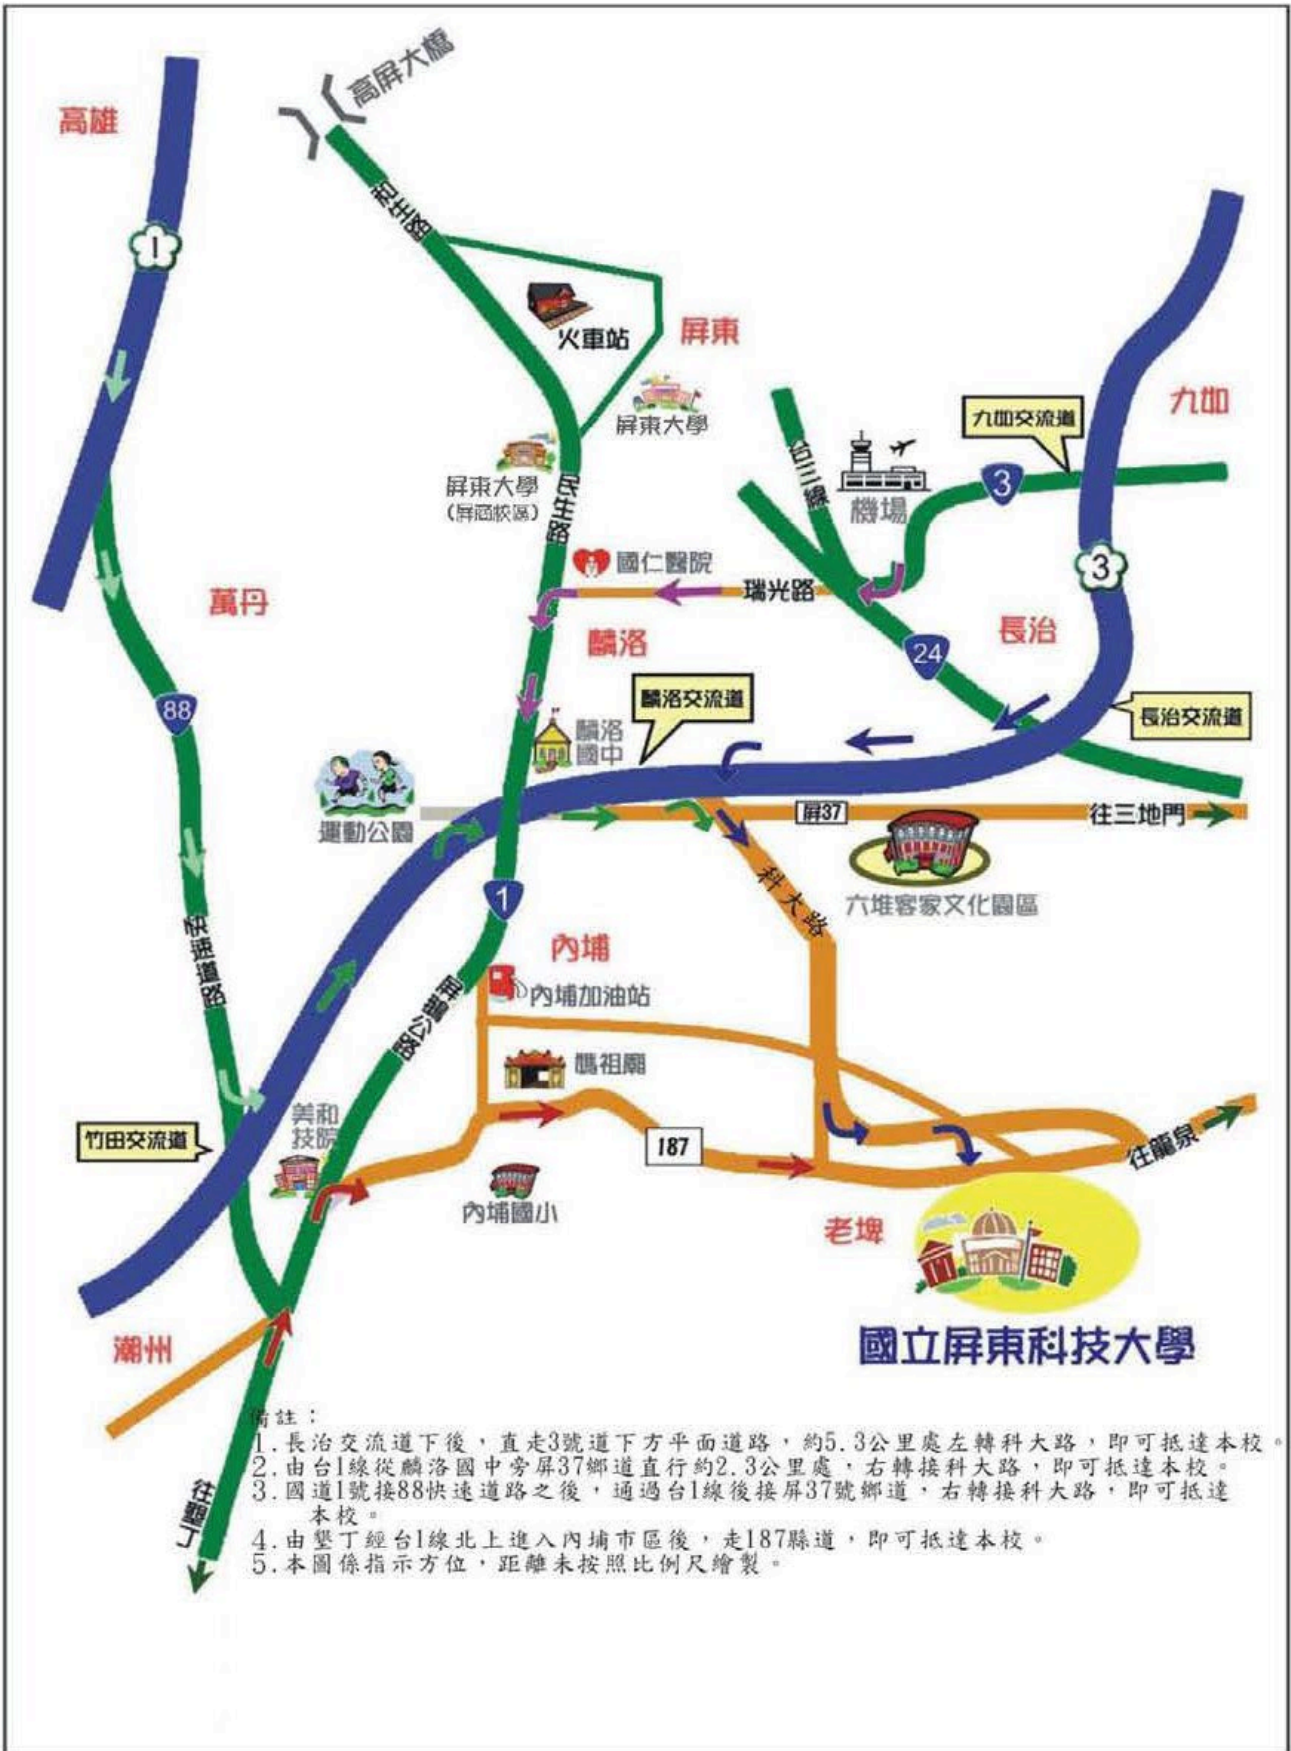 高屏大橋
高雄
1
民生路
火車站
屏東
九如
九如交流道
屏東大學
台三線
3
機場
屏東大學
(屏商校區)
民生路
國仁醫院
瑞光路
3
萬丹
麟洛
長治
24
88
麟洛交流道
長治交流道
麟洛
國中
運動公園
屏37
往三地門
1
科大路
六堆客家文化園區
快速道路
內埔
內埔加油站
屏鵝公路
媽祖廟
美和
技院
竹田交流道
187
往龍泉
內埔國小
老埤
國立屏東科技大學
潮州
往墾丁
備註：
1.長治交流道下後，直走3號道下方平面道路，約5.3公里處左轉科大路，即可抵達本校。
2.由台1線從麟洛國中旁屏37鄉道直行約2.3公里處，右轉接科大路，即可抵達本校。
3.國道1號接88快速道路之後，通過台1線後接屏37號鄉道，右轉接科大路，即可抵達
本校。
4.由墾丁經台1線北上進入內埔市區後，走187縣道，即可抵達本校。
5.本圖係指示方位，距離未按照比例尺繪製。